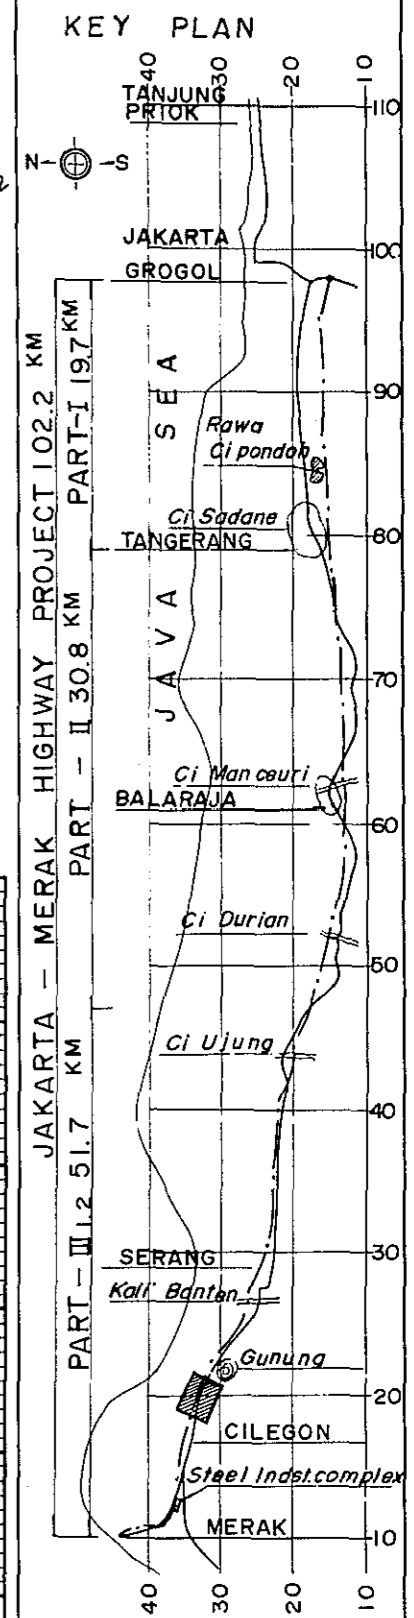 KEY PLAN
40
30
20
10
TANJUNG
PRIOK
110
N
S
JAKARTA
100
GROGOL
JAKARTA - MERAK HIGHWAY PROJECT 102.2 KM
PART-I 19.7 KM
PART - II 30.8 KM
PART - III 1.2 51.7 KM
JAVA SEA
90
Rawa
Ci pondoh
Ci Sadane
TANGERANG
80
70
Ci Manceuri
BALARAJA
60
Ci Durian
50
Ci Ujung
40
SERANG
30
Kali Banten
Gunung
20
CILEGON
Steel Indst.complex
MERAK
10
40
30
20
10